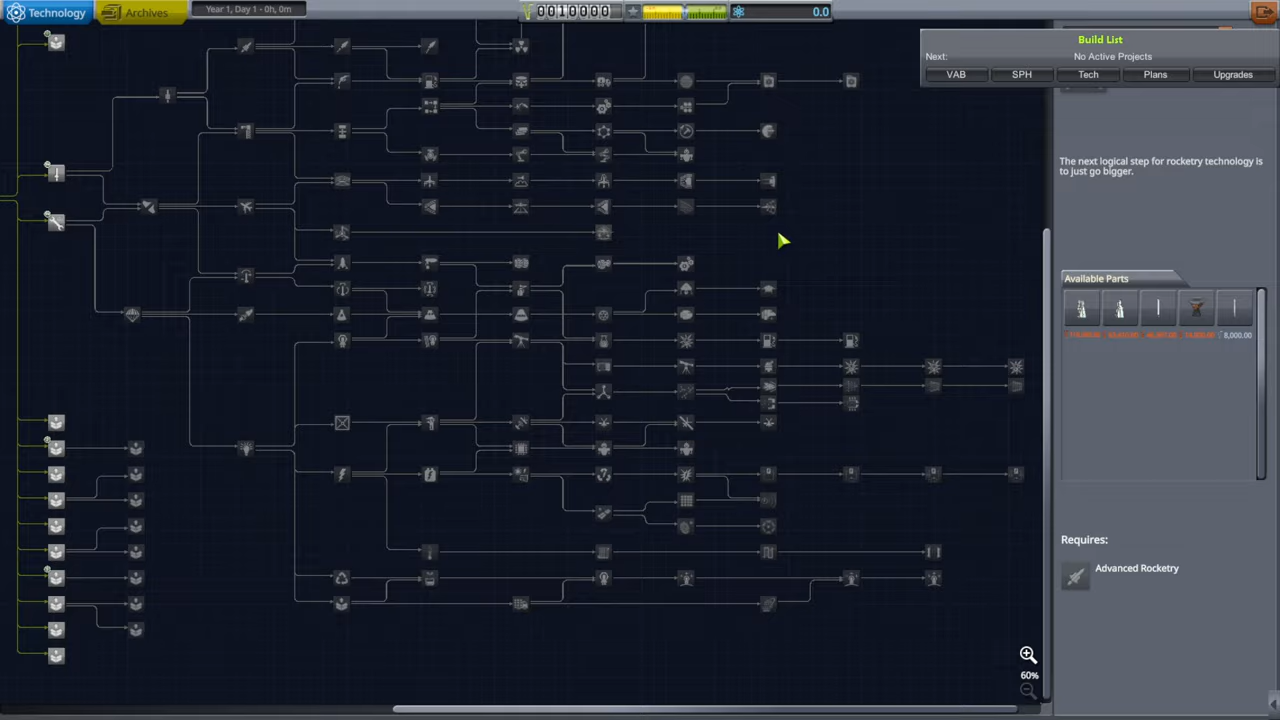 Technology
Archives
Year 1, Day 1 - 0h, 0m
0010000
0.0
Build List
Next:
No Active Projects
VAB
SPH
Tech
Plans
Upgrades
The next logical step for rocketry technology is
to just go bigger.
Available Parts
8,000.00
Requires:
Advanced Rocketry
60%